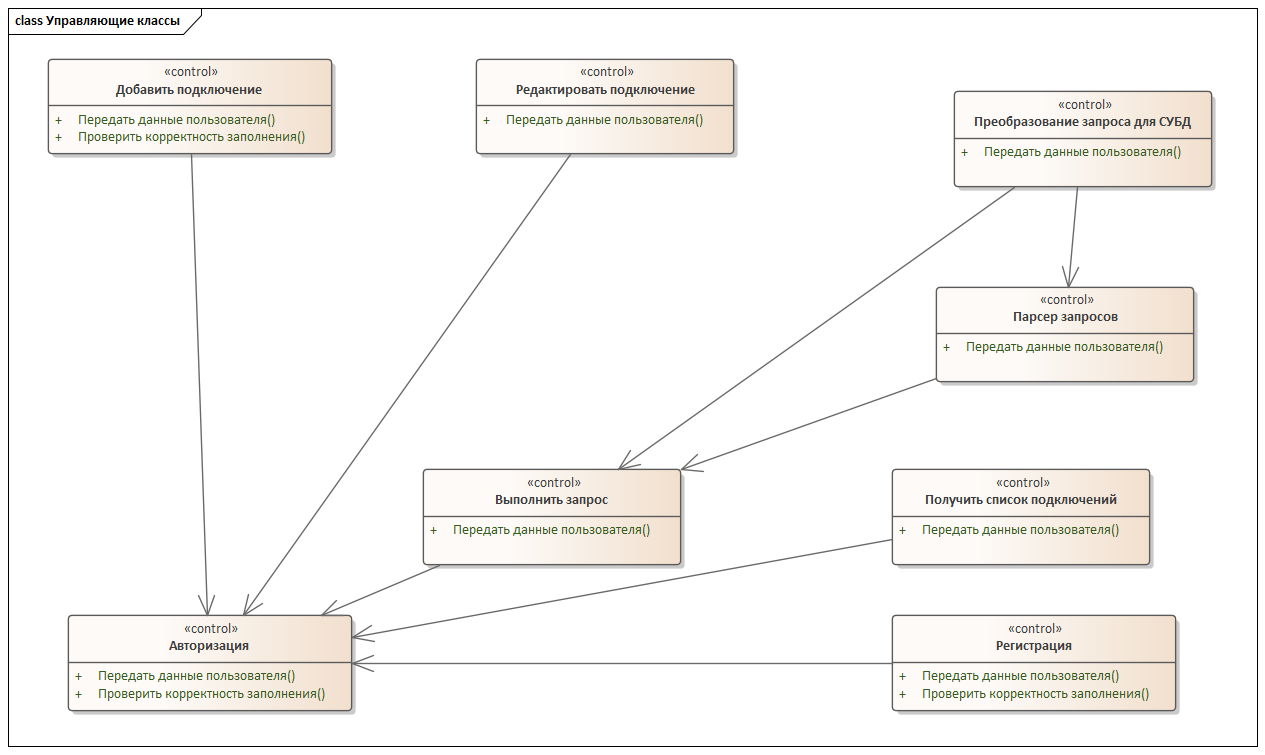 class Управляющие классы
«control»
Добавить подключение
+ Передать данные пользователя()
+ Проверить корректность заполнения()
«control»
Редактировать подключение
+ Передать данные пользователя()
«control»
Преобразование запроса для СУБД
+ Передать данные пользователя()
«control»
Парсер запросов
+ Передать данные пользователя()
«control»
Выполнить запрос
+ Передать данные пользователя()
«control»
Получить список подключений
+ Передать данные пользователя()
«control»
Авторизация
+ Передать данные пользователя()
+ Проверить корректность заполнения()
«control»
Регистрация
+ Передать данные пользователя()
+ Проверить корректность заполнения()